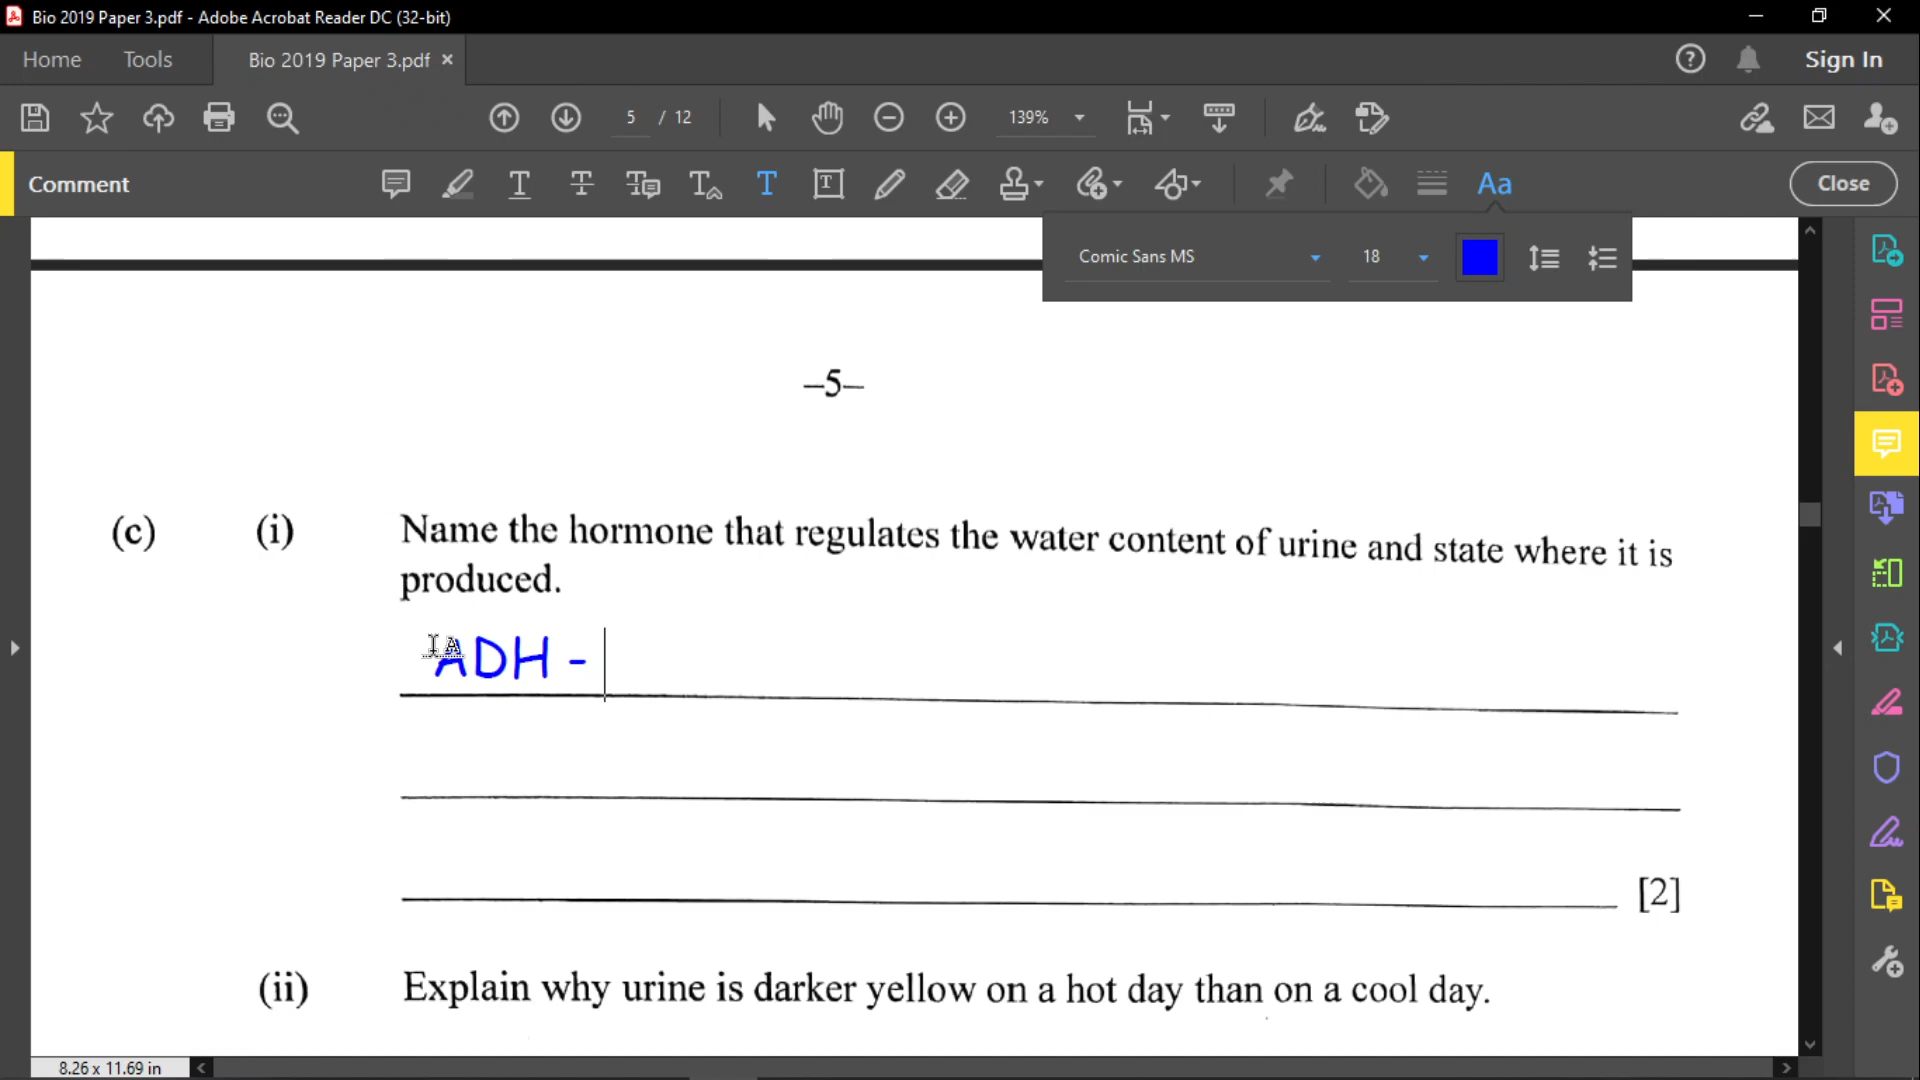 Bio 2019 Paper 3.pdf - Adobe Acrobat Reader DC (32-bit)
Home
Tools
Bio 2019 Paper 3.pdf ×
Sign In
5 / 12
139%
Comment
Aa
Close
Comic Sans MS
18
–5–
(c) (i) Name the hormone that regulates the water content of urine and state where it is
produced.
ADH -
[2]
(ii) Explain why urine is darker yellow on a hot day than on a cool day.
8.26 x 11.69 in